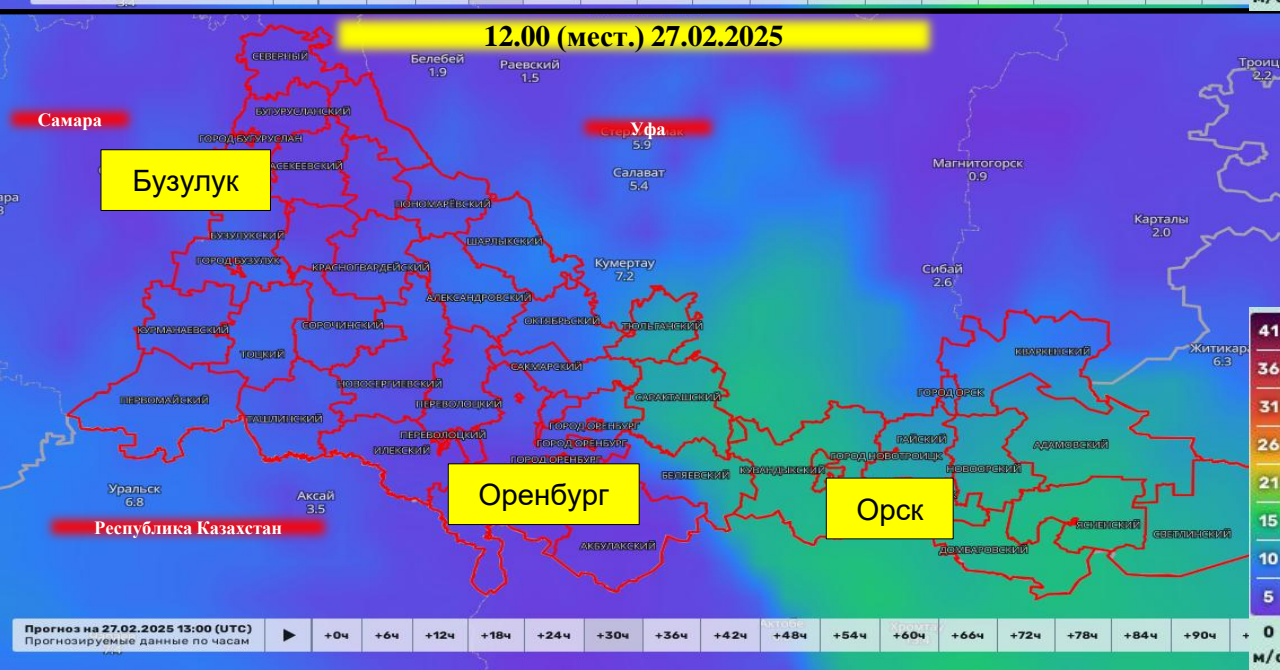 12.00 (мест.) 27.02.2025
м/с
СЕВЕРНЫЙ
Белебей
1.9
Раевский
1.5
Троиц
2.2
Самара
БУГУРУСЛАНСКИЙ
Уфа
ГОРОД БУГУРУСЛАН
5.9
АСЕКЕЕВСКИЙ
Магнитогорск
0.9
Бузулук
Салават
5.4
ПОНОМАРЁВСКИЙ
Карталы
2.0
БУЗУЛУКСКИЙ
ШАРЛЫКСКИЙ
ГОРОД БУЗУЛУК
КРАСНОГВАРДЕЙСКИЙ
Кумертау
7.2
Сибай
2.6
АЛЕКСАНДРОВСКИЙ
КУРМАНАЕВСКИЙ
СОРОЧИНСКИЙ
ОКТЯБРЬСКИЙ
ТЮЛЬГАНСКИЙ
41
ТОЦКИЙ
КВАРКЕНСКИЙ
Житикара
6.3
САКМАРСКИЙ
36
НОВОСЕРГИЕВСКИЙ
ПЕРВОМАЙСКИЙ
ПЕРЕВОЛОЦКИЙ
САРАКТАШСКИЙ
ГОРОД ОРСК
31
ТАШЛИНСКИЙ
ГОРОД ОРЕНБУРГ
ПЕРЕВОЛОЦКИЙ
ГОРОД ОРЕНБУРГ
ГАЙСКИЙ
АДАМОВСКИЙ
26
ИЛЕКСКИЙ
ГОРОД ОРЕНБУРГ
ГОРОД НОВОТРОИЦК
БЕЛЯЕВСКИЙ
КУВАНДЫКСКИЙ
НОВООРСКИЙ
21
Уральск
6.8
Аксай
3.5
Оренбург
Орск
15
Республика Казахстан
ЯСНЕНСКИЙ
СВЕТЛИНСКИЙ
АКБУЛАКСКИЙ
ДОМБАРОВСКИЙ
10
5
Прогноз на 27.02.2025 13:00 (UTC)
Прогнозируемые данные по часам
+0ч +6ч +12ч +18ч +24ч +30ч +36ч +42ч +48ч +54ч +60ч +66ч +72ч +78ч +84ч +90ч +
0
м/с